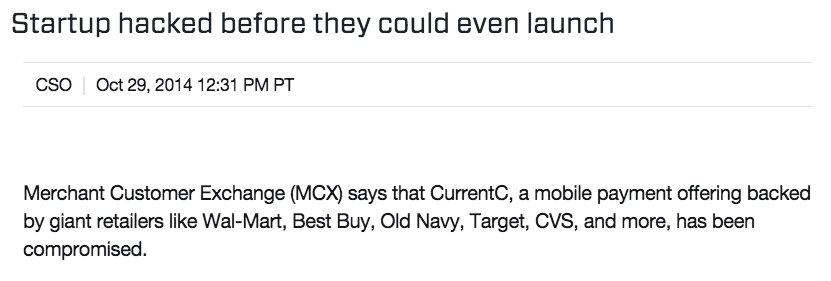 Startup hacked before they could even launch
CSO | Oct 29, 2014 12:31 PM PT
Merchant Customer Exchange (MCX) says that CurrentC, a mobile payment offering backed
by giant retailers like Wal-Mart, Best Buy, Old Navy, Target, CVS, and more, has been
compromised.